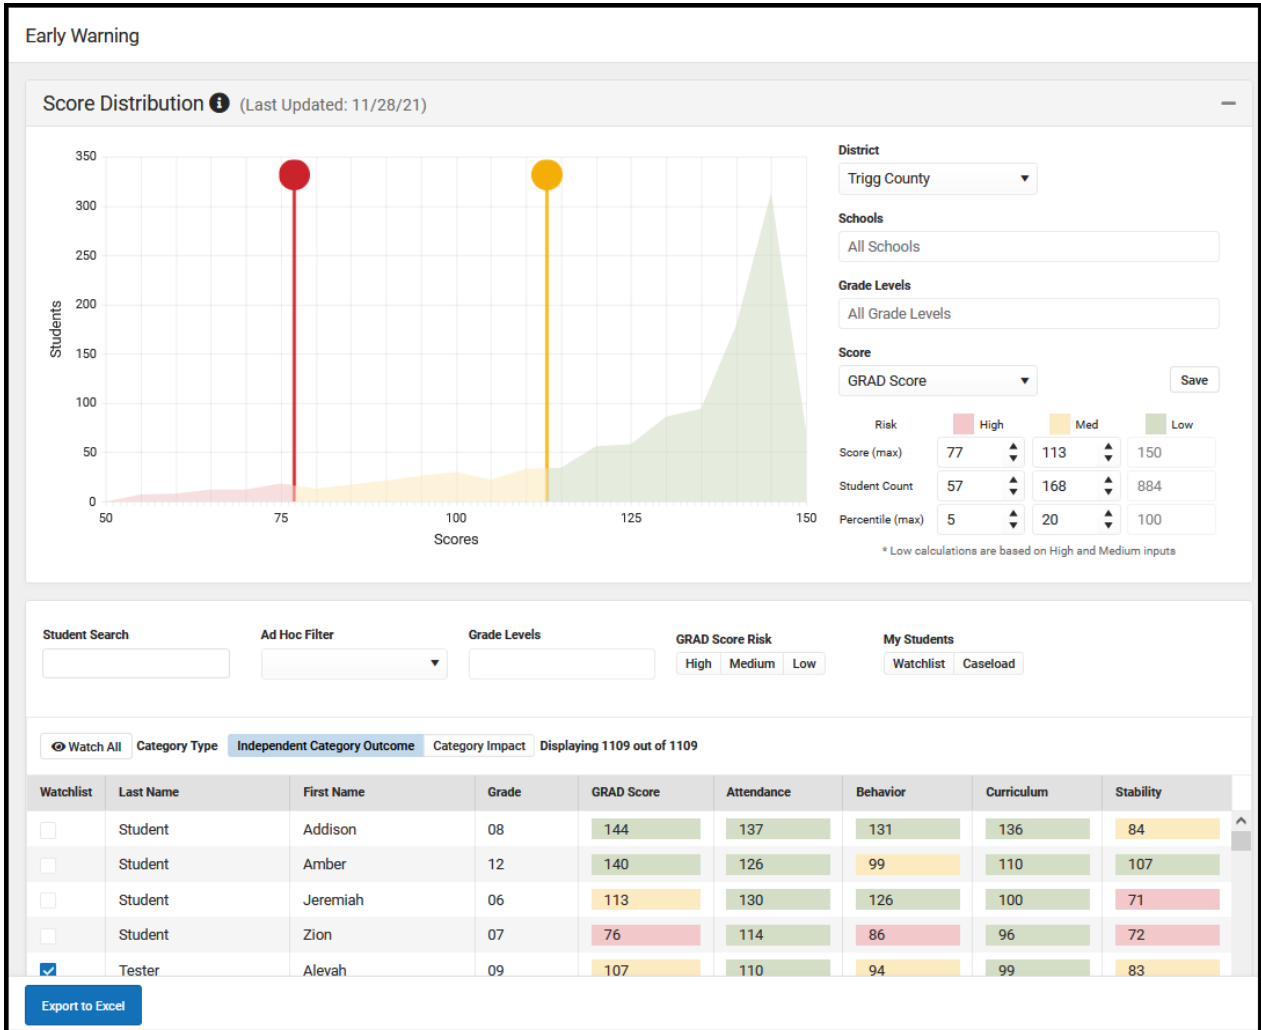 Early Warning
Score Distribution (Last Updated: 11/28/21)
350
300
250
200
150
100
50
0
Students
50 75 100 125 150
Scores
District
Trigg County
Schools
All Schools
Grade Levels
All Grade Levels
Score
GRAD Score Save
Risk High Med Low
Score (max) 77 113 150
Student Count 57 168 884
Percentile (max) 5 20 100
* Low calculations are based on High and Medium inputs
Student Search Ad Hoc Filter Grade Levels GRAD Score Risk My Students
High Medium Low Watchlist Caseload
Watch All Category Type Independent Category Outcome Category Impact Displaying 1109 out of 1109
Watchlist Last Name First Name Grade GRAD Score Attendance Behavior Curriculum Stability
Student Addison 08 144 137 131 136 84
Student Amber 12 140 126 99 110 107
Student Jeremiah 06 113 130 126 100 71
Student Zion 07 76 114 86 96 72
Tester Aleyah 09 107 110 94 99 83
Export to Excel